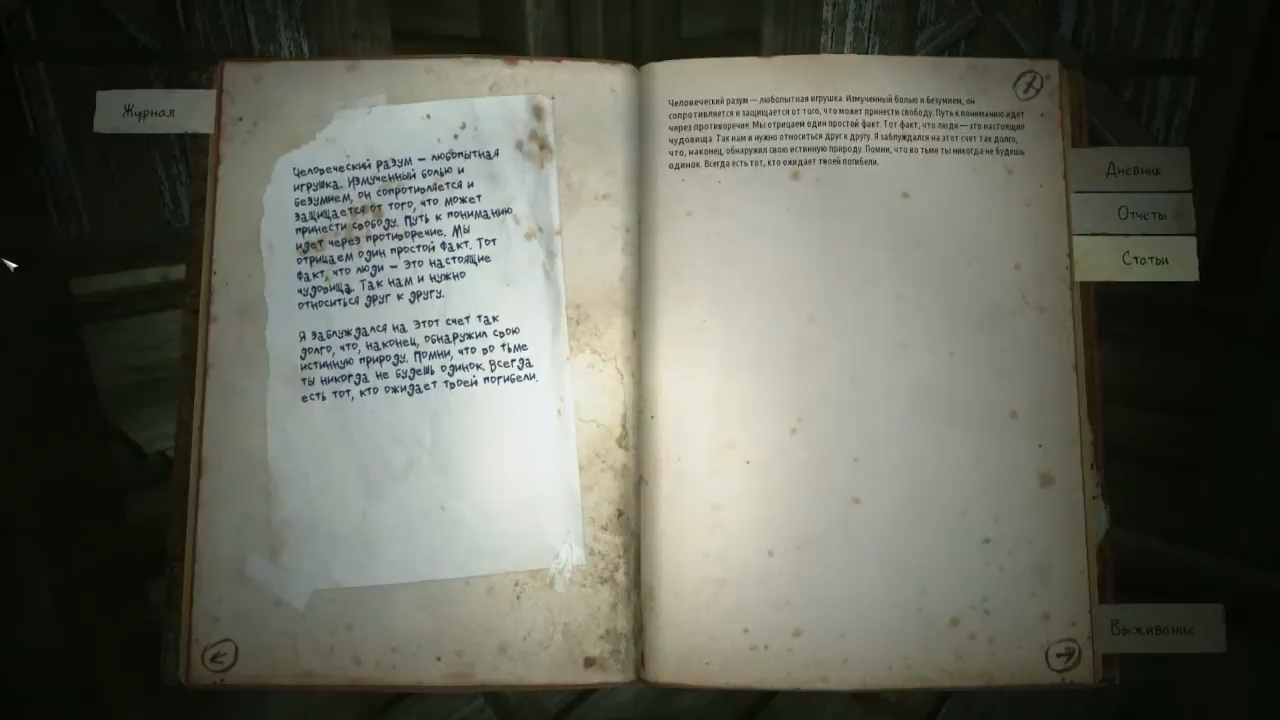 Журнал
Человеческий разум — любопытная
игрушка. Измученный болью и
безумием, он сопротивляется и
защищается от того, что может
принести свободу. Путь к пониманию
идет через противоречие. Мы
отрицаем один простой факт. Тот
факт, что люди — это настоящие
чудовища. Так нам и нужно
относиться друг к другу.
Я заблуждался на этот счет так
долго, что, наконец, обнаружил свою
истинную природу. Помни, что во тьме
ты никогда не будешь одинок. Всегда
есть тот, кто ожидает твоей погибели.
Человеческий разум — любопытная игрушка. Измученный болью и безумием, он
сопротивляется и защищается от того, что может принести свободу. Путь к пониманию идет
через противоречие. Мы отрицаем один простой факт. Тот факт, что люди — это настоящие
чудовища. Так нам и нужно относиться друг к другу. Я заблуждался на этот счет так долго,
что, наконец, обнаружил свою истинную природу. Помни, что во тьме ты никогда не будешь
одинок. Всегда есть тот, кто ожидает твоей погибели.
Дневник
Отчеты
Статьи
Выживание